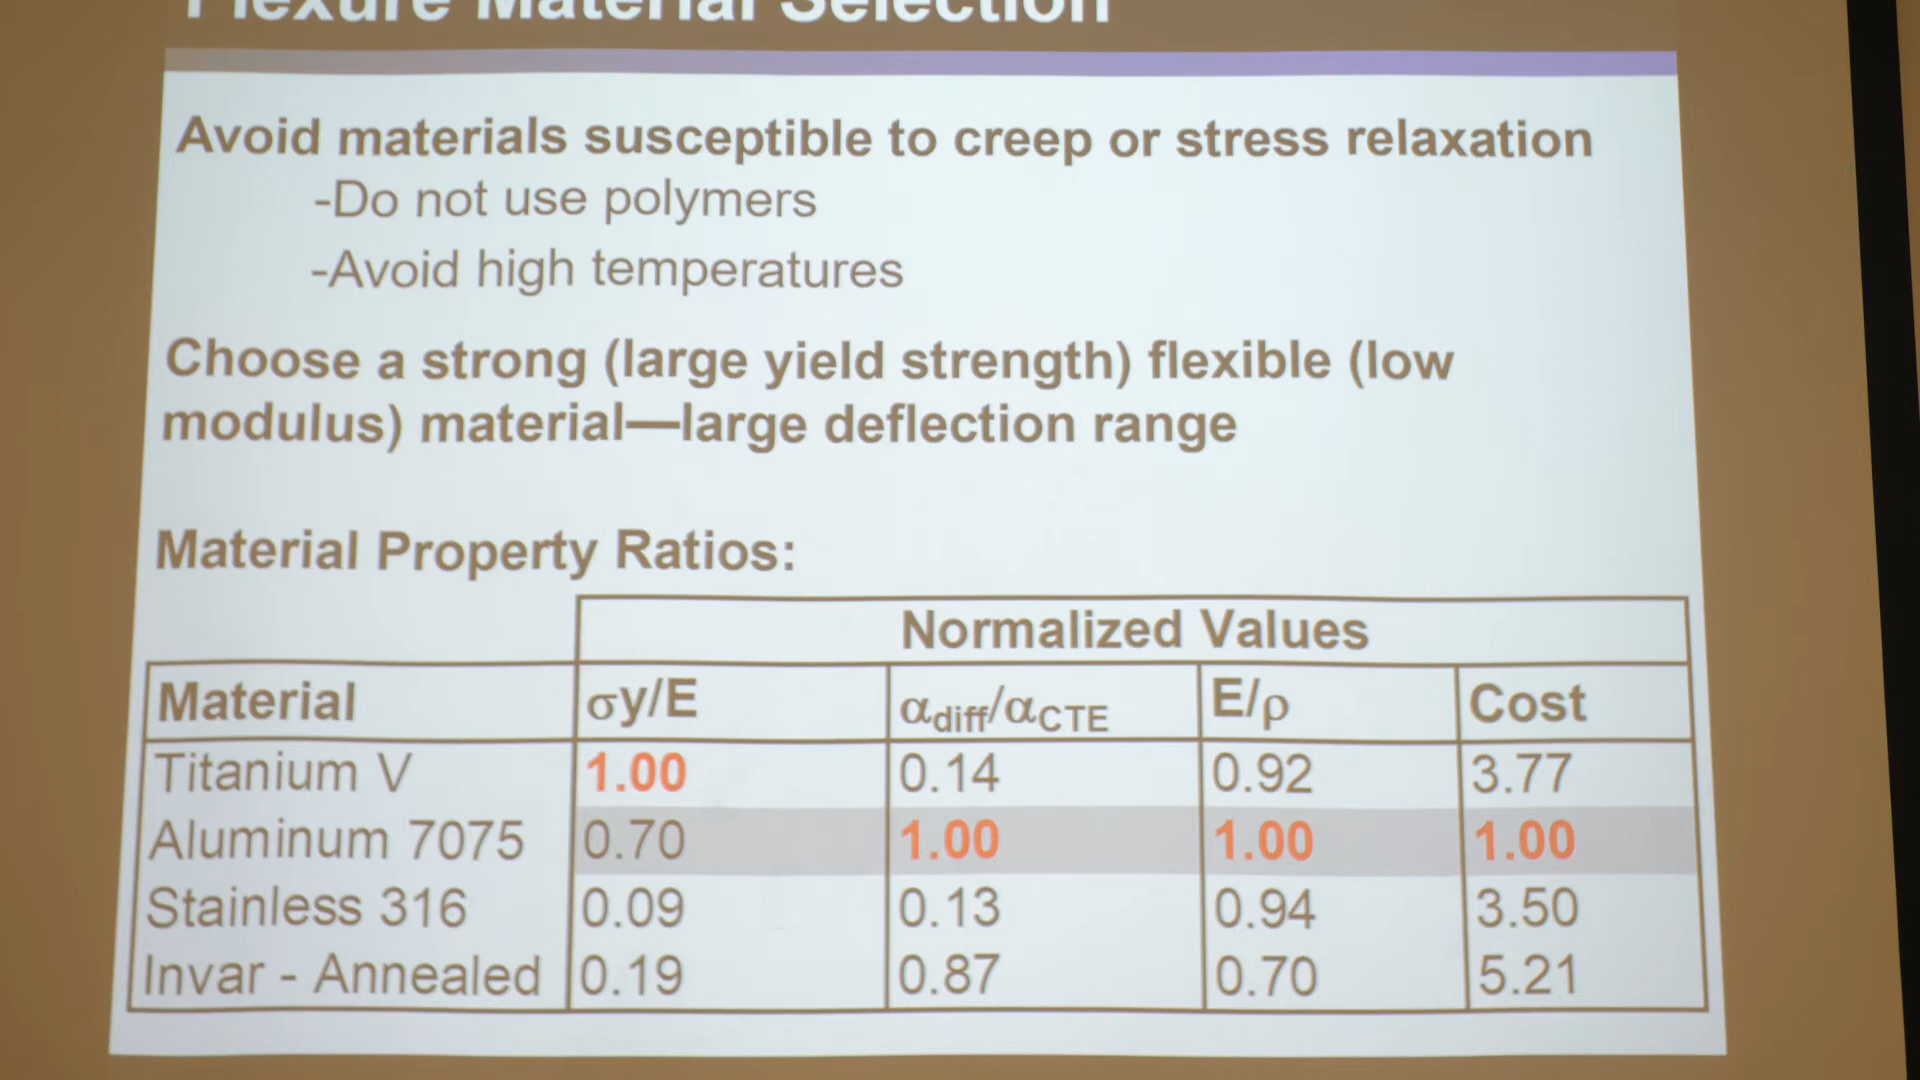 Flexure Material Selection
Avoid materials susceptible to creep or stress relaxation
-Do not use polymers
-Avoid high temperatures
Choose a strong (large yield strength) flexible (low
modulus) material—large deflection range
Material Property Ratios:
Normalized Values
Material σy/E αdiff/αCTE E/ρ Cost
Titanium V 1.00 0.14 0.92 3.77
Aluminum 7075 0.70 1.00 1.00 1.00
Stainless 316 0.09 0.13 0.94 3.50
Invar - Annealed 0.19 0.87 0.70 5.21